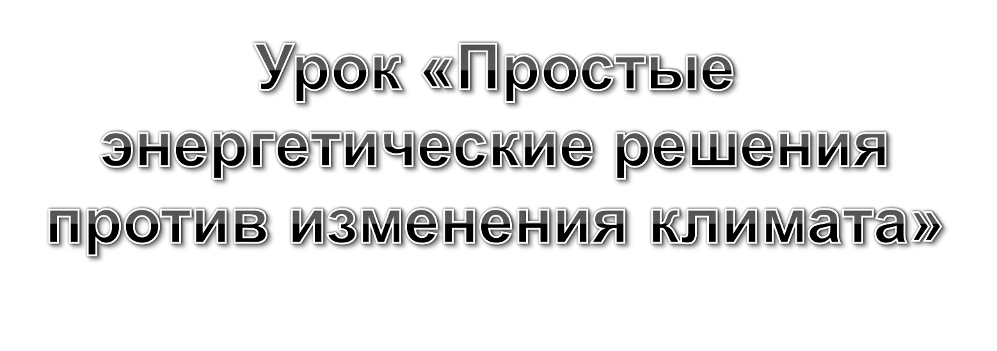 Урок «Простые
энергетические решения
против изменения климата»